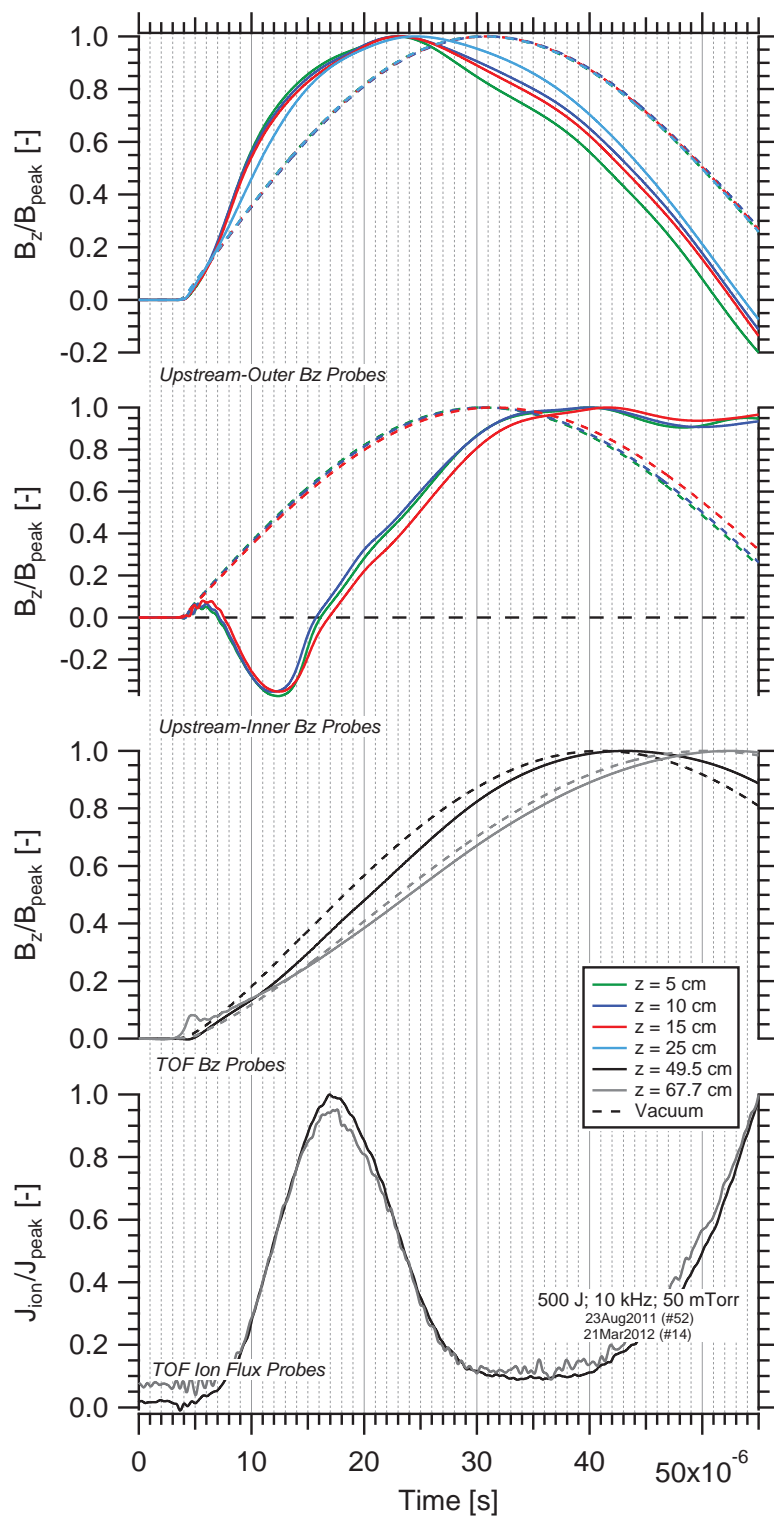 1.0
0.8
0.6
0.4
0.2
0.0
-0.2
Bz/Bpeak [-]
Upstream-Outer Bz Probes
1.0
0.8
0.6
0.4
0.2
0.0
-0.2
Bz/Bpeak [-]
Upstream-Inner Bz Probes
1.0
0.8
0.6
0.4
0.2
0.0
Bz/Bpeak [-]
z = 5 cm
z = 10 cm
z = 15 cm
z = 25 cm
z = 49.5 cm
z = 67.7 cm
Vacuum
TOF Bz Probes
1.0
0.8
0.6
0.4
0.2
0.0
Jion/Jpeak [-]
500 J; 10 kHz; 50 mTorr
23Aug2011 (#52)
21Mar2012 (#14)
TOF Ion Flux Probes
0 10 20 30 40 50x10-6
Time [s]